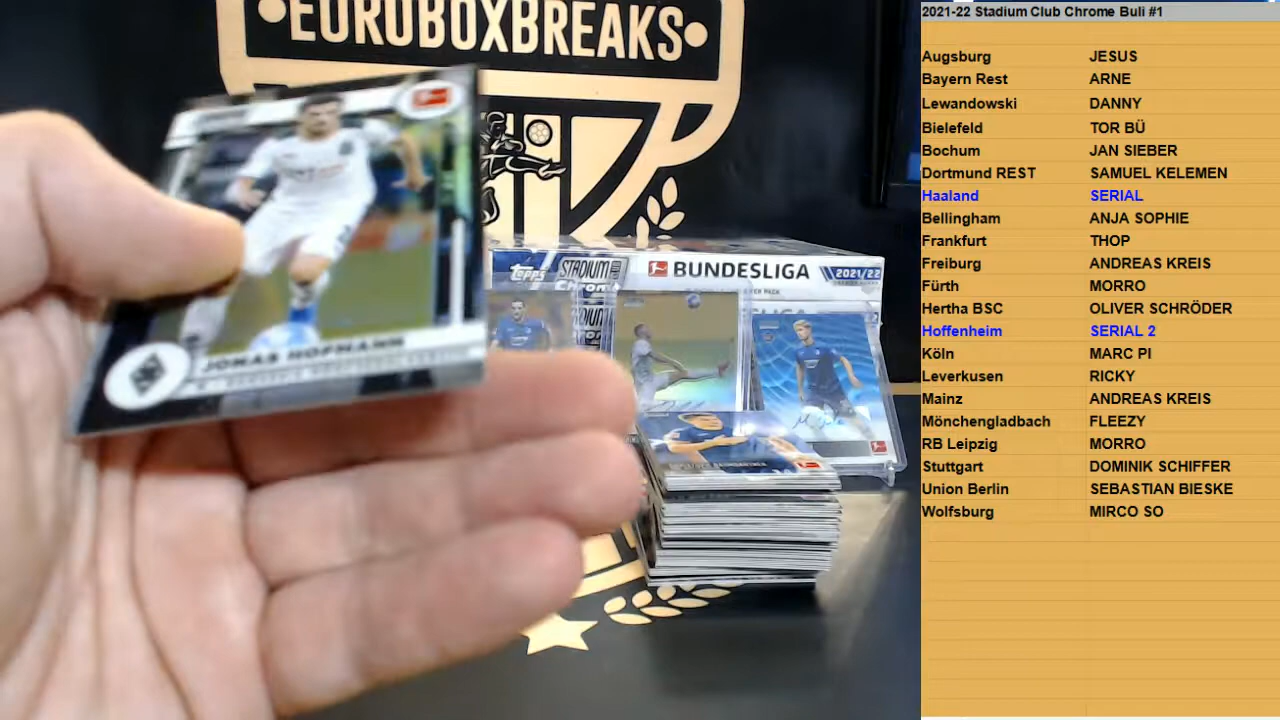 EUROBOXBREAKS
JONAS HOFMANN
topps STADIUM CLUB Chrome BUNDESLIGA 2021/22
2021-22 Stadium Club Chrome Buli #1
Augsburg JESUS
Bayern Rest ARNE
Lewandowski DANNY
Bielefeld TOR BÜ
Bochum JAN SIEBER
Dortmund REST SAMUEL KELEMEN
Haaland SERIAL
Bellingham ANJA SOPHIE
Frankfurt THOP
Freiburg ANDREAS KREIS
Fürth MORRO
Hertha BSC OLIVER SCHRÖDER
Hoffenheim SERIAL 2
Köln MARC PI
Leverkusen RICKY
Mainz ANDREAS KREIS
Mönchengladbach FLEEZY
RB Leipzig MORRO
Stuttgart DOMINIK SCHIFFER
Union Berlin SEBASTIAN BIESKE
Wolfsburg MIRCO SO